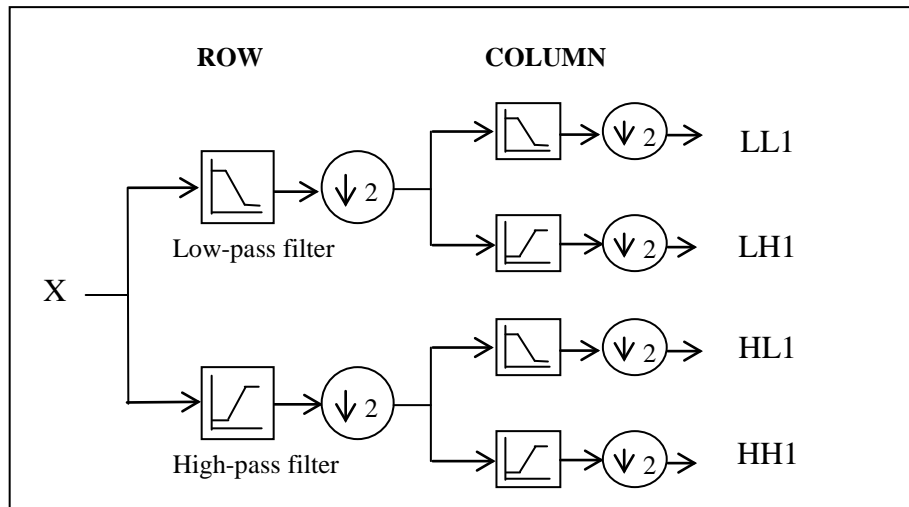 ROW COLUMN
2 LL1
2
Low-pass filter
2 LH1
X
2 HL1
2
High-pass filter
2 HH1